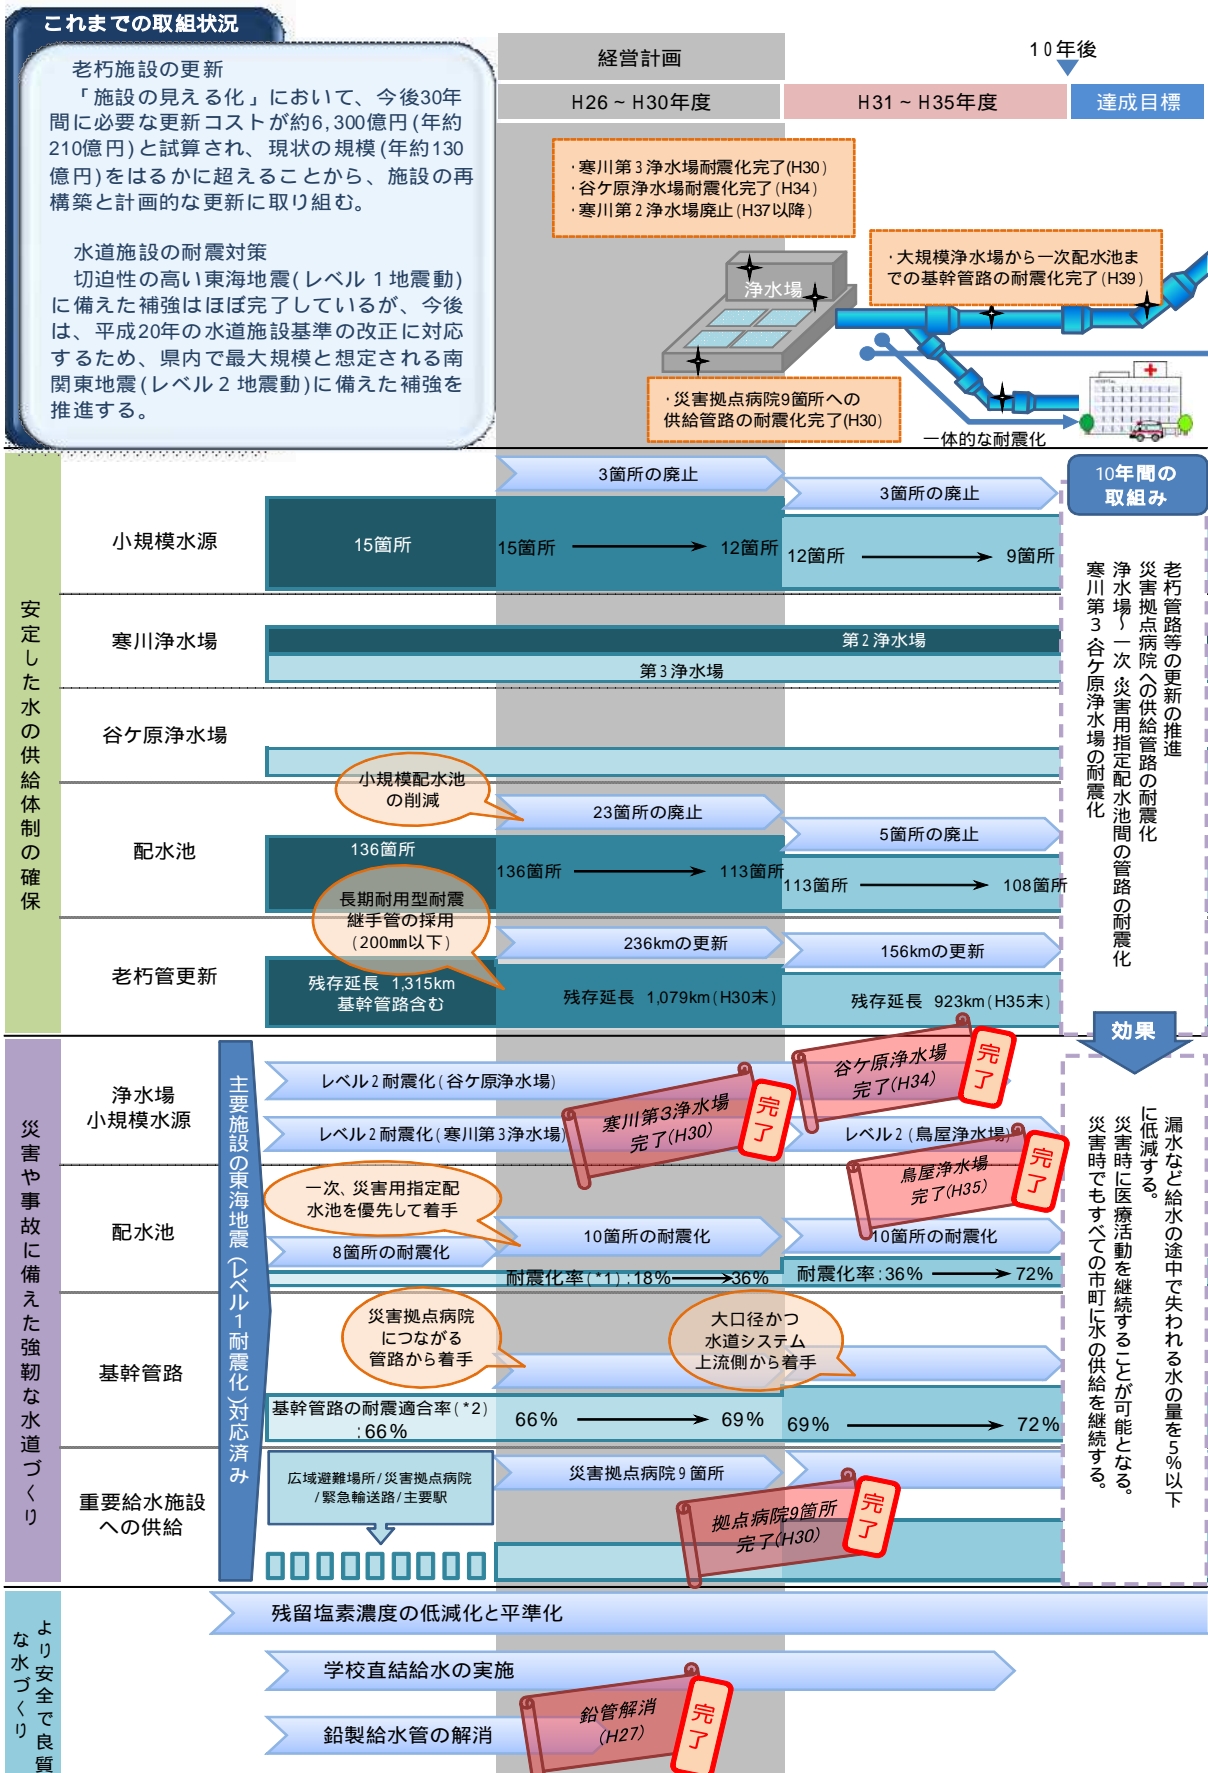 これまでの取組状況
老朽施設の更新
「施設の見える化」において、今後30年
間に必要な更新コストが約6,300億円(年約
210億円)と試算され、現状の規模(年約130
億円)をはるかに超えることから、施設の再
構築と計画的な更新に取り組む。
水道施設の耐震対策
切迫性の高い東海地震(レベル1地震動)
に備えた補強はほぼ完了しているが、今後
は、平成20年の水道施設基準の改正に対応
するため、県内で最大規模と想定される南
関東地震(レベル2地震動)に備えた補強を
推進する。
経営計画
10年後
H26～H30年度
H31～H35年度
達成目標
・寒川第3浄水場耐震化完了(H30)
・谷ケ原浄水場耐震化完了(H34)
・寒川第2浄水場廃止(H37以降)
・大規模浄水場から一次配水池ま
での基幹管路の耐震化完了(H39)
浄水場
・災害拠点病院9箇所への
供給管路の耐震化完了(H30)
HOSPITAL
一体的な耐震化
安定した水の供給体制の確保
小規模水源
3箇所の廃止
3箇所の廃止
15箇所
15箇所
12箇所
12箇所
9箇所
寒川浄水場
第2浄水場
第3浄水場
谷ケ原浄水場
小規模配水池
の削減
配水池
23箇所の廃止
5箇所の廃止
136箇所
136箇所
113箇所
113箇所
108箇所
長期耐用型耐震
継手管の採用
(200㎜以下)
老朽管更新
236kmの更新
156kmの更新
残存延長 1,315km
基幹管路含む
残存延長 1,079km(H30末)
残存延長 923km(H35末)
10年間の
取組み
老朽管路等の更新の推進
災害拠点病院への供給管路の耐震化
浄水場～一次・災害用指定配水池間の管路の耐震化
寒川第3・谷ケ原浄水場の耐震化
効果
漏水など給水の途中で失われる水の量を5%以下
に低減する。
災害時に医療活動を継続することが可能となる。
災害時でもすべての市町に水の供給を継続する。
災害や事故に備えた強靭な水道づくり
主要施設の東海地震(レベル1耐震化)対応済み
浄水場
小規模水源
レベル2耐震化(谷ケ原浄水場)
谷ケ原浄水場
完了(H34)
完了
レベル2耐震化(寒川第3浄水場)
寒川第3浄水場
完了(H30)
完了
レベル2(鳥屋浄水場)
鳥屋浄水場
完了(H35)
完了
配水池
一次、災害用指定配
水池を優先して着手
8箇所の耐震化
10箇所の耐震化
10箇所の耐震化
耐震化率(*1):18%
36%
耐震化率:36%
72%
基幹管路
災害拠点病院
につながる
管路から着手
大口径かつ
水道システム
上流側から着手
基幹管路の耐震適合率(*2)
:66%
66%
69%
69%
72%
重要給水施設
への供給
広域避難場所/災害拠点病院
/緊急輸送路/主要駅
災害拠点病院9箇所
拠点病院9箇所
完了(H30)
完了
より安全で良質
な水づくり
残留塩素濃度の低減化と平準化
学校直結給水の実施
鉛製給水管の解消
鉛管解消
(H27)
完了